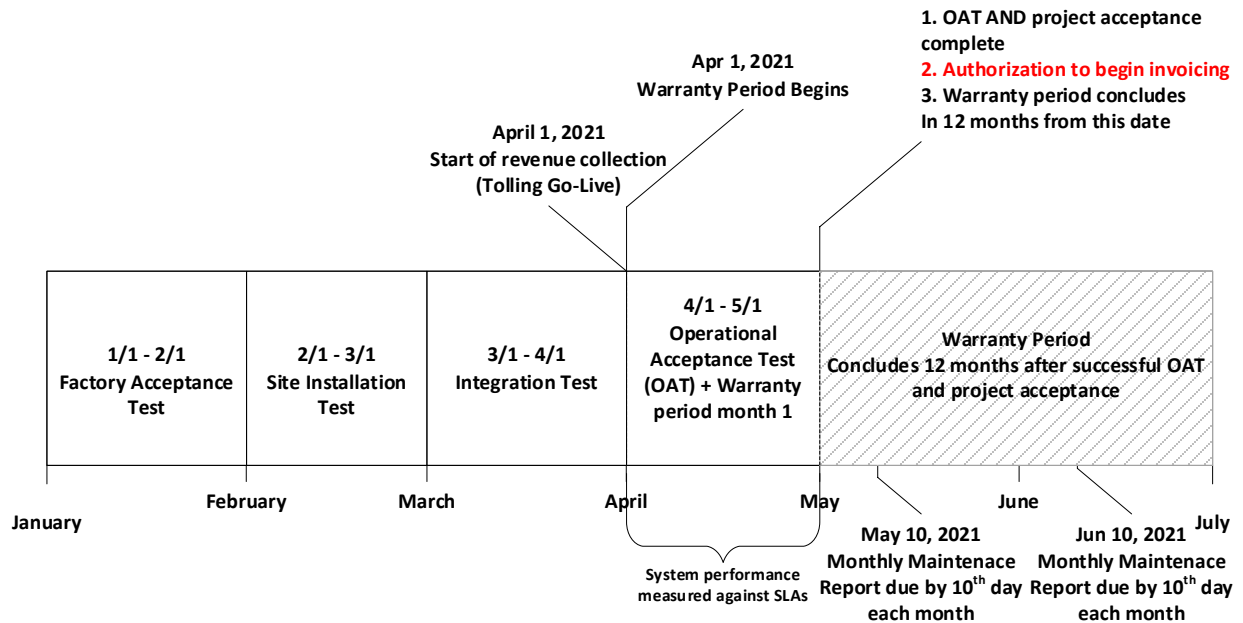 1. OAT AND project acceptance
complete
2. Authorization to begin invoicing
3. Warranty period concludes
In 12 months from this date
Apr 1, 2021
Warranty Period Begins
April 1, 2021
Start of revenue collection
(Tolling Go-Live)
1/1 - 2/1
Factory Acceptance
Test
2/1 - 3/1
Site Installation
Test
3/1 - 4/1
Integration Test
4/1 - 5/1
Operational
Acceptance Test
(OAT) + Warranty
period month 1
Warranty Period
Concludes 12 months after successful OAT
and project acceptance
January
February
March
April
May
June
July
System performance
measured against SLAs
May 10, 2021
Monthly Maintenace
Report due by 10th day
each month
Jun 10, 2021
Monthly Maintenace
Report due by 10th day
each month